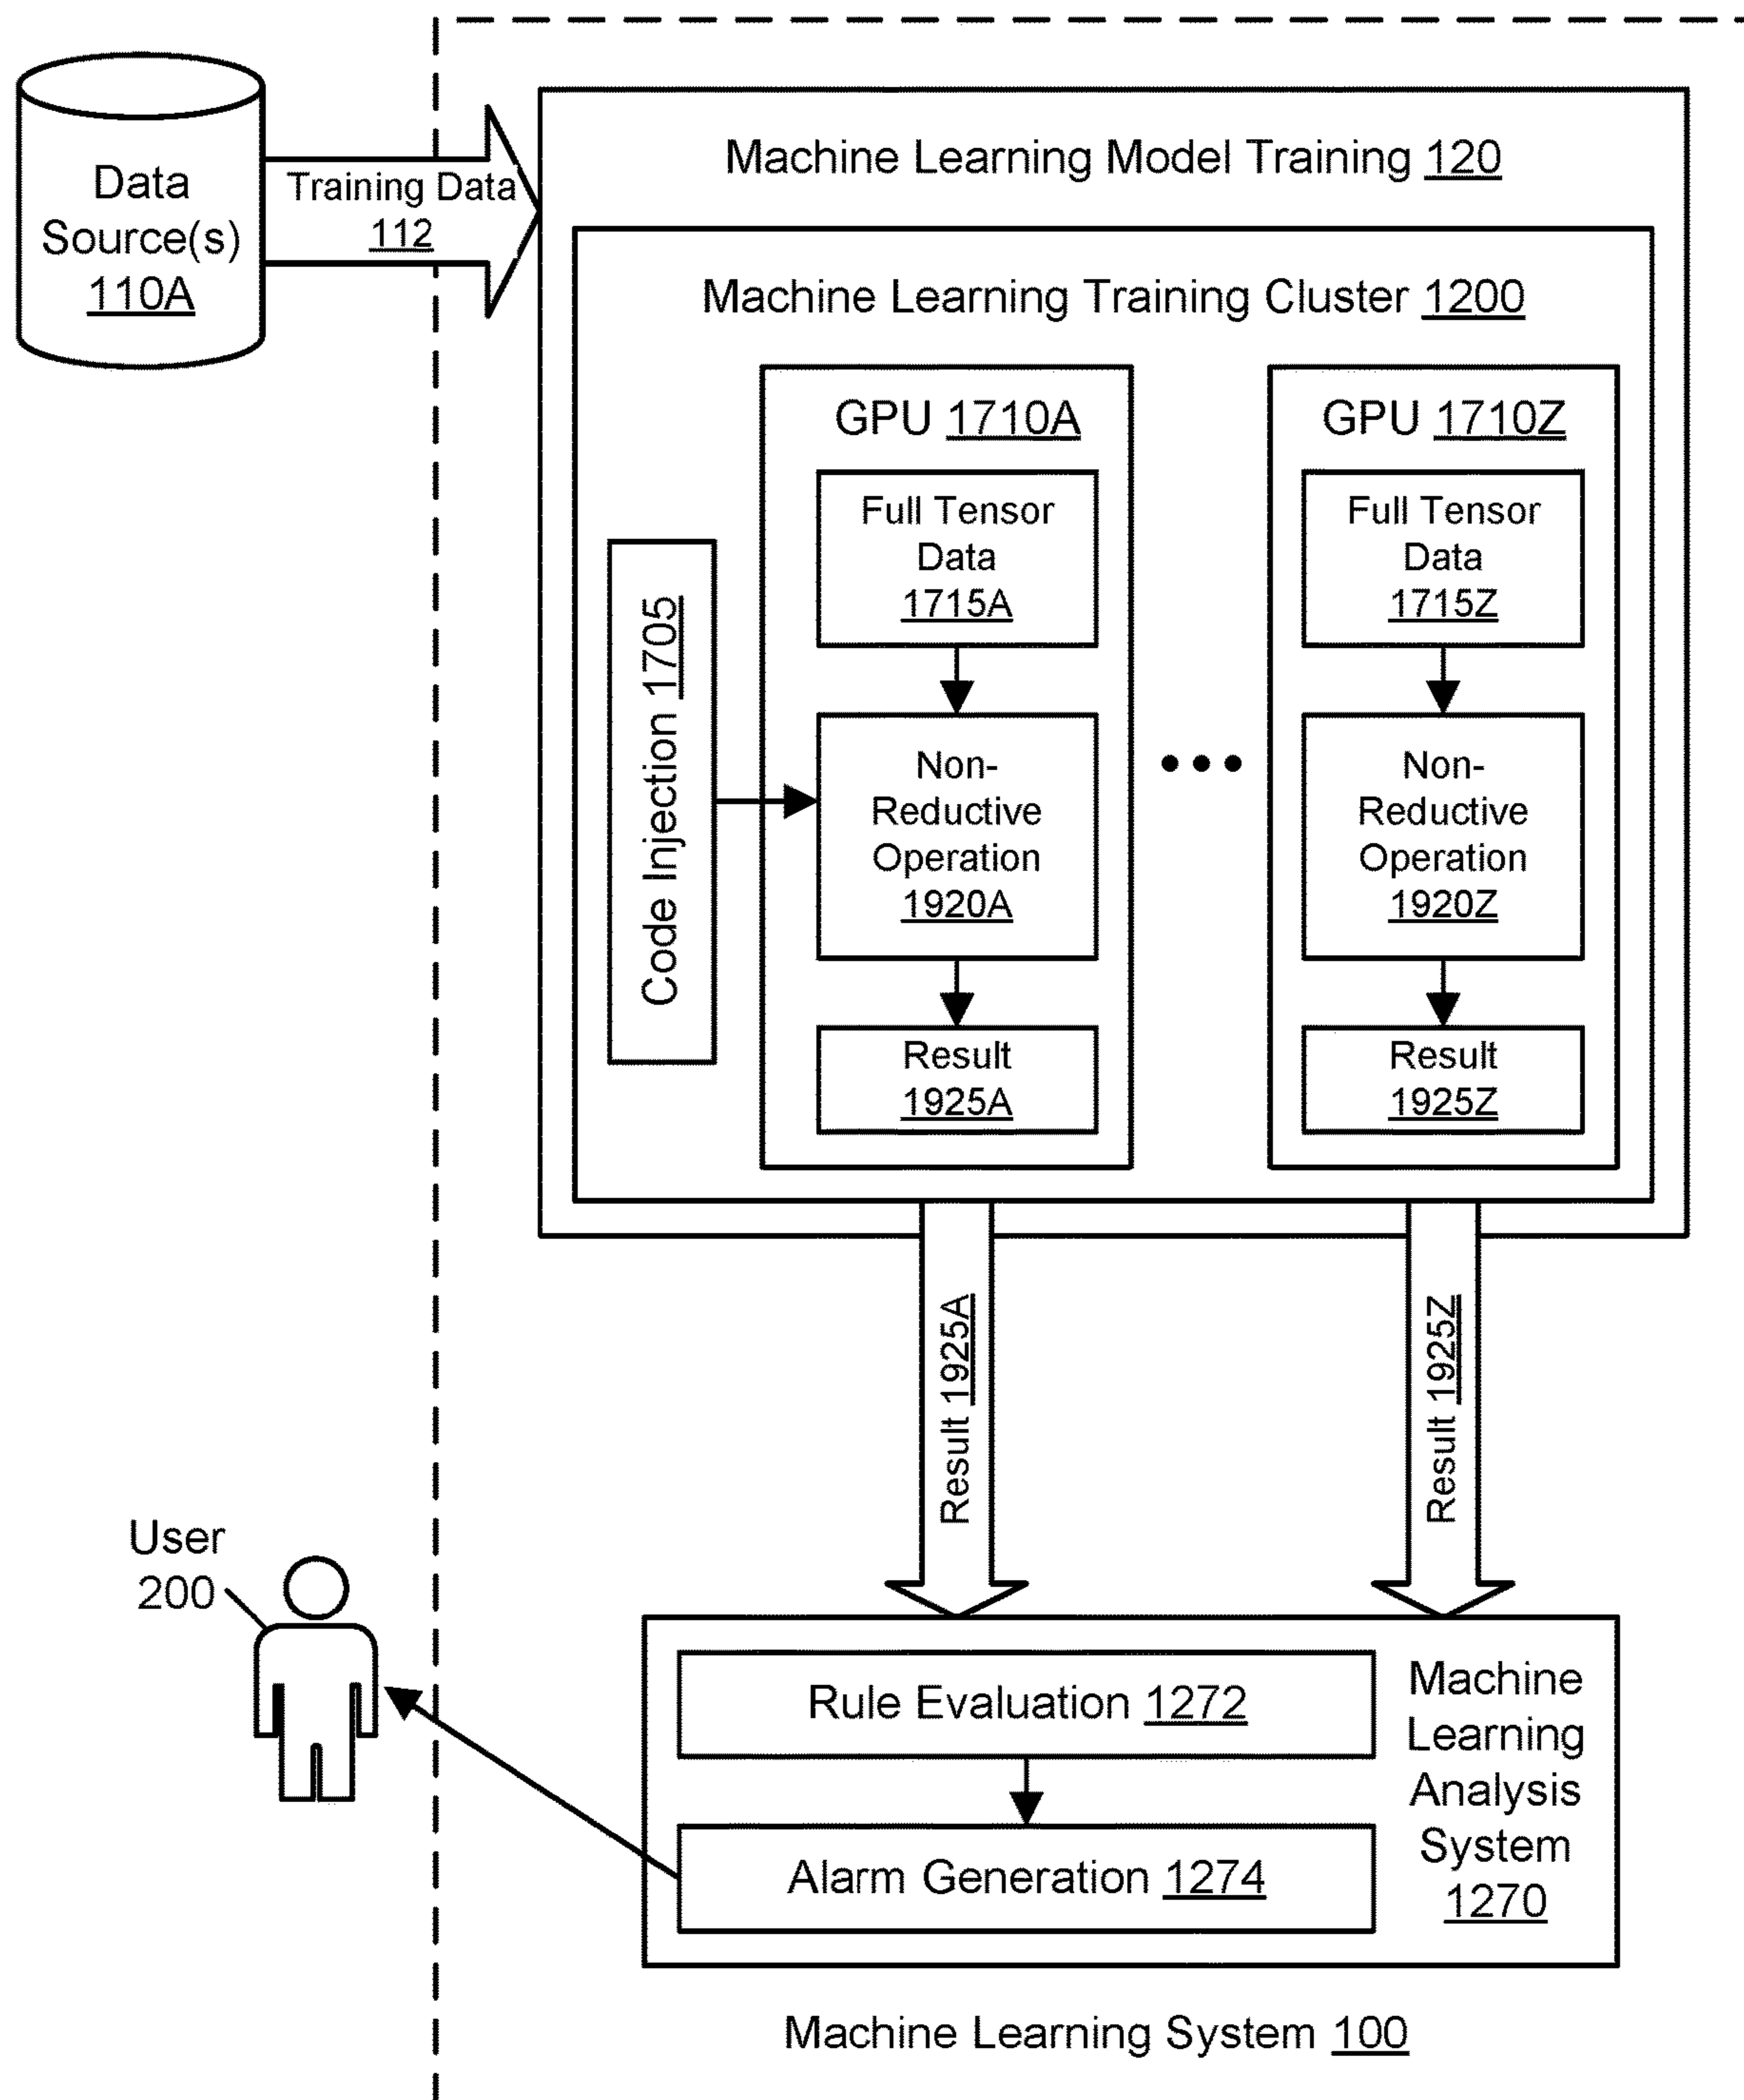 Data
Source(s)
110A
Training Data
112
Machine Learning Model Training 120
Machine Learning Training Cluster 1200
Code Injection 1705
GPU 1710A
Full Tensor
Data
1715A
Non-
Reductive
Operation
1920A
Result
1925A
GPU 1710Z
Full Tensor
Data
1715Z
Non-
Reductive
Operation
1920Z
Result
1925Z
Result 1925A
Result 1925Z
User
200
Rule Evaluation 1272
Alarm Generation 1274
Machine
Learning
Analysis
System
1270
Machine Learning System 100